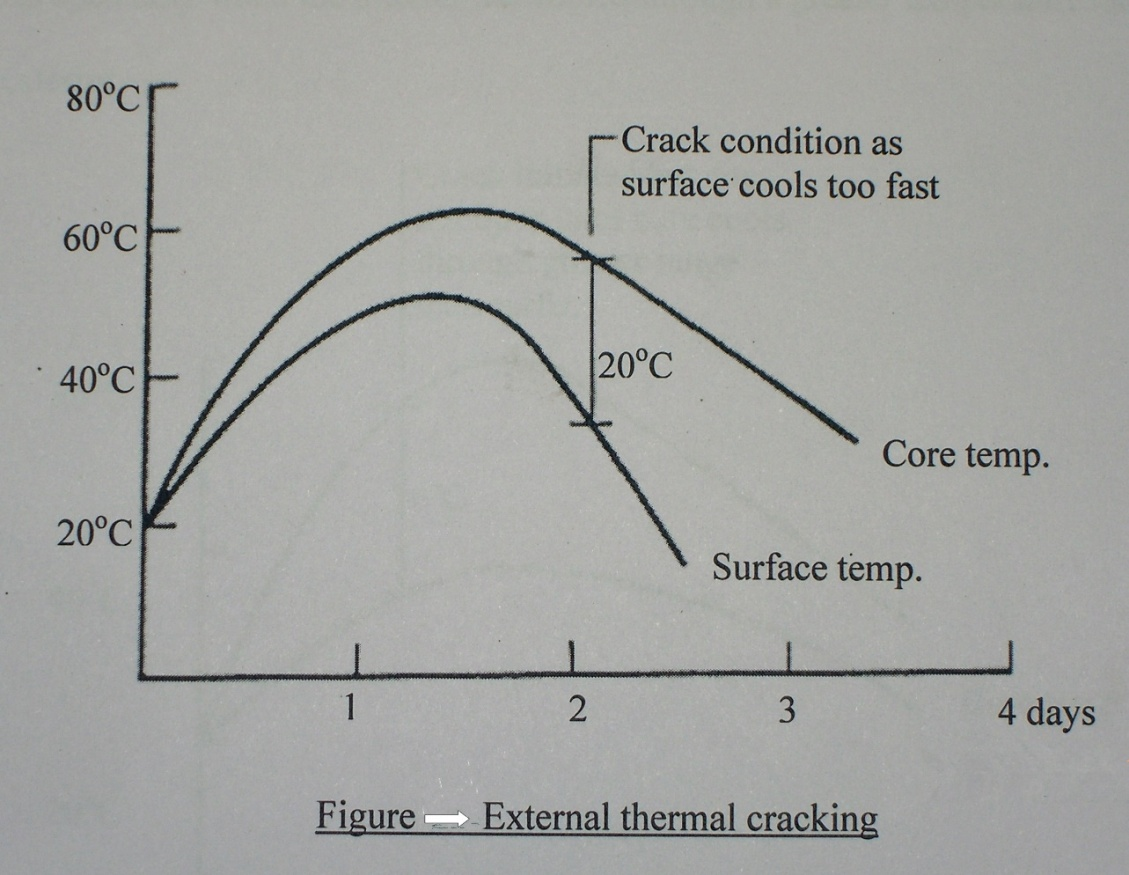 80°C
Crack condition as
surface cools too fast
60°C
40°C
20°C
Core temp.
20°C
Surface temp.
1
2
3
4 days
Figure External thermal cracking